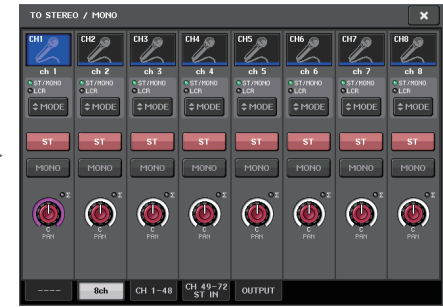 TO STEREO / MONO ×
CH1 CH2 CH3 CH4 CH5 CH6 CH7 CH8
ch 1 ch 2 ch 3 ch 4 ch 5 ch 6 ch 7 ch 8
ST/MONO ST/MONO ST/MONO ST/MONO ST/MONO ST/MONO ST/MONO ST/MONO
LCR LCR LCR LCR LCR LCR LCR LCR
MODE MODE MODE MODE MODE MODE MODE MODE
ST ST ST ST ST ST ST ST
MONO MONO MONO MONO MONO MONO MONO MONO
Σ Σ Σ Σ Σ Σ Σ Σ
C C C C C C C C
PAN PAN PAN PAN PAN PAN PAN PAN
---- 8ch CH 1-48 CH 49-72 OUTPUT
ST IN